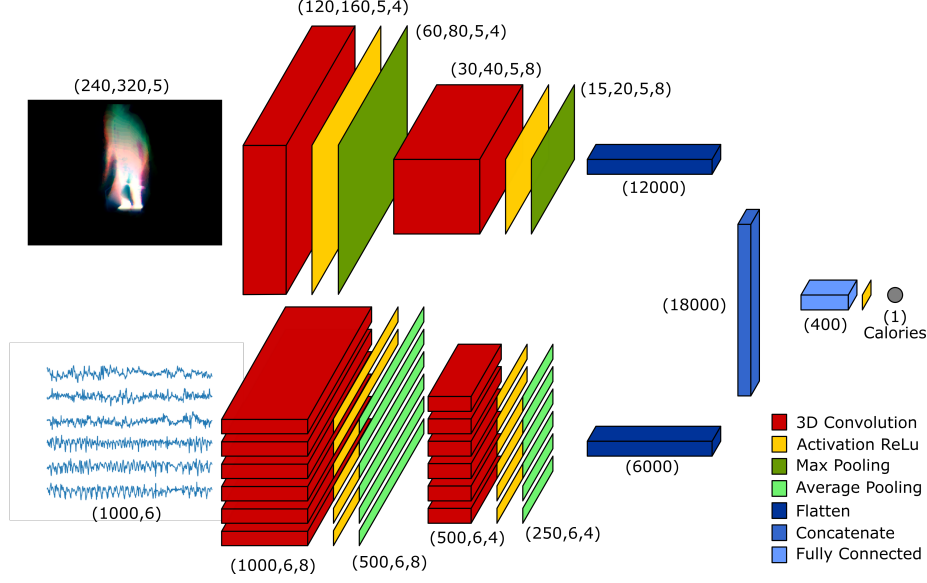 (120,160,5,4)
(60,80,5,4)
(240,320,5)
(30,40,5,8)
(15,20,5,8)
(12000)
(18000)
(400)
(1)
Calories
(1000,6)
(1000,6,8)
(500,6,8)
(500,6,4)
(250,6,4)
(6000)
3D Convolution
Activation ReLu
Max Pooling
Average Pooling
Flatten
Concatenate
Fully Connected